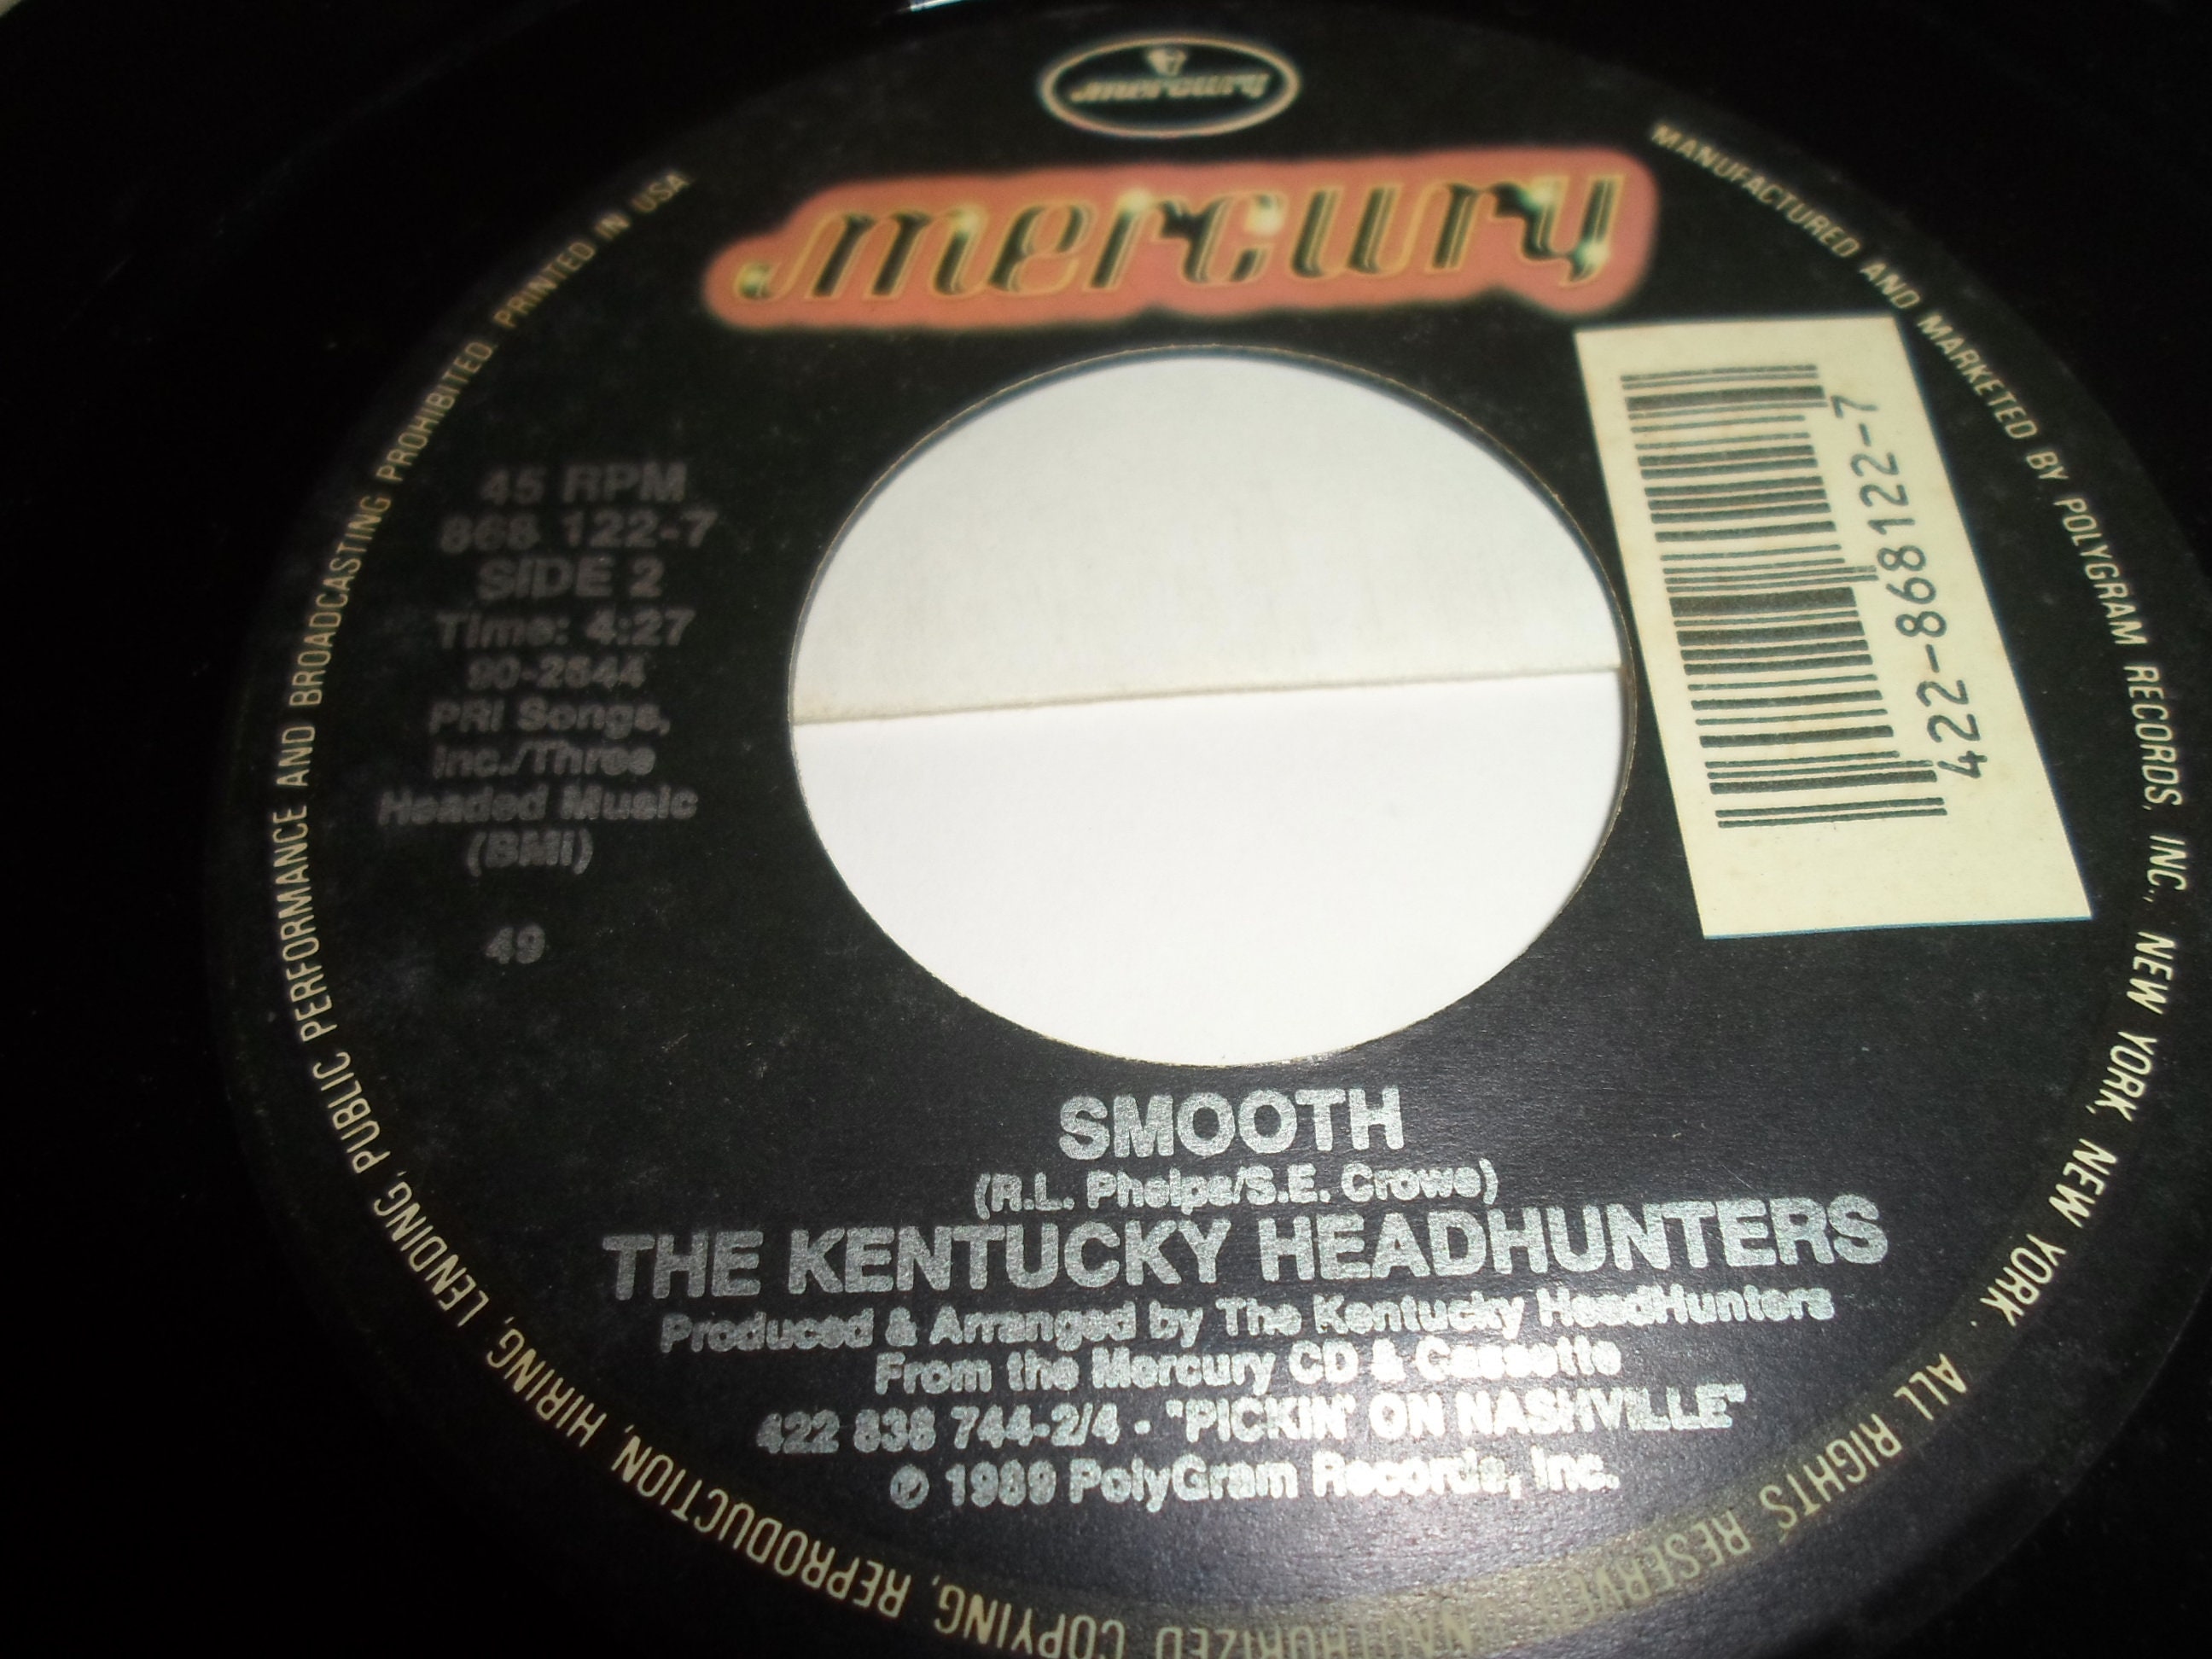 mercury
mercury
MANUFACTURED AND MARKETED BY POLYGRAM RECORDS, INC., NEW YORK, NEW YORK. ALL RIGHTS RESERVED COPYING, REPRODUCTION, HIRING, LENDING, PUBLIC PERFORMANCE AND BROADCASTING PROHIBITED. PRINTED IN USA
45 RPM
868 122-7
SIDE 2
Time: 4:27
90-2544
PRI Songs,
Inc./Three
Headed Music
(BMI)
49
422-868122-7
SMOOTH
(R.L. Phelps/S.E. Crowe)
THE KENTUCKY HEADHUNTERS
Produced & Arranged by The Kentucky HeadHunters
From the Mercury CD & Cassette
422 838 744-2/4 - "PICKIN' ON NASHVILLE"
℗ 1989 PolyGram Records, Inc.